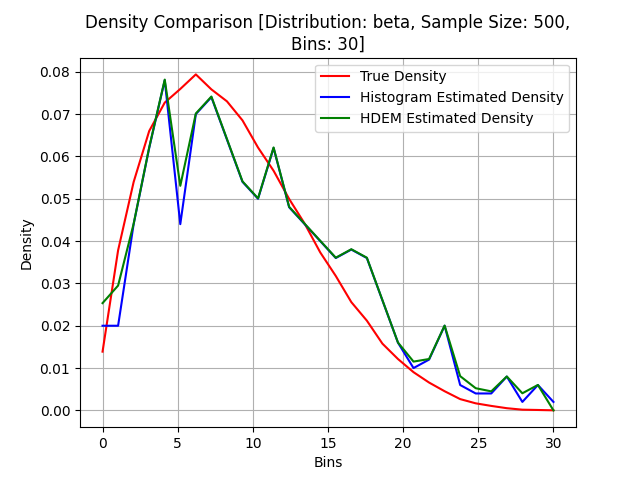 Density Comparison [Distribution: beta, Sample Size: 500,
Bins: 30]
True Density
Histogram Estimated Density
HDEM Estimated Density
Density
0.08
0.07
0.06
0.05
0.04
0.03
0.02
0.01
0.00
0
5
10
15
20
25
30
Bins